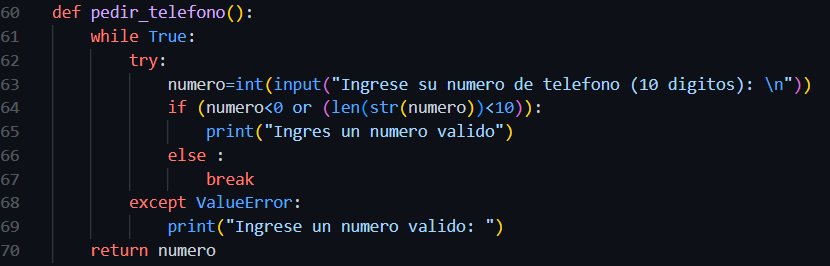 60 def pedir_telefono():
61     while True:
62         try:
63             numero=int(input("Ingrese su numero de telefono (10 digitos): \n"))
64             if (numero<0 or (len(str(numero))<10)):
65                 print("Ingres un numero valido")
66             else :
67                 break
68         except ValueError:
69             print("Ingrese un numero valido: ")
70     return numero